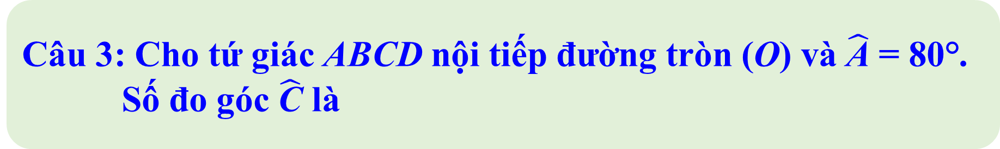 Câu 3: Cho tứ giác ABCD nội tiếp đường tròn (O) và Â = 80°.
Số đo góc Ĉ là